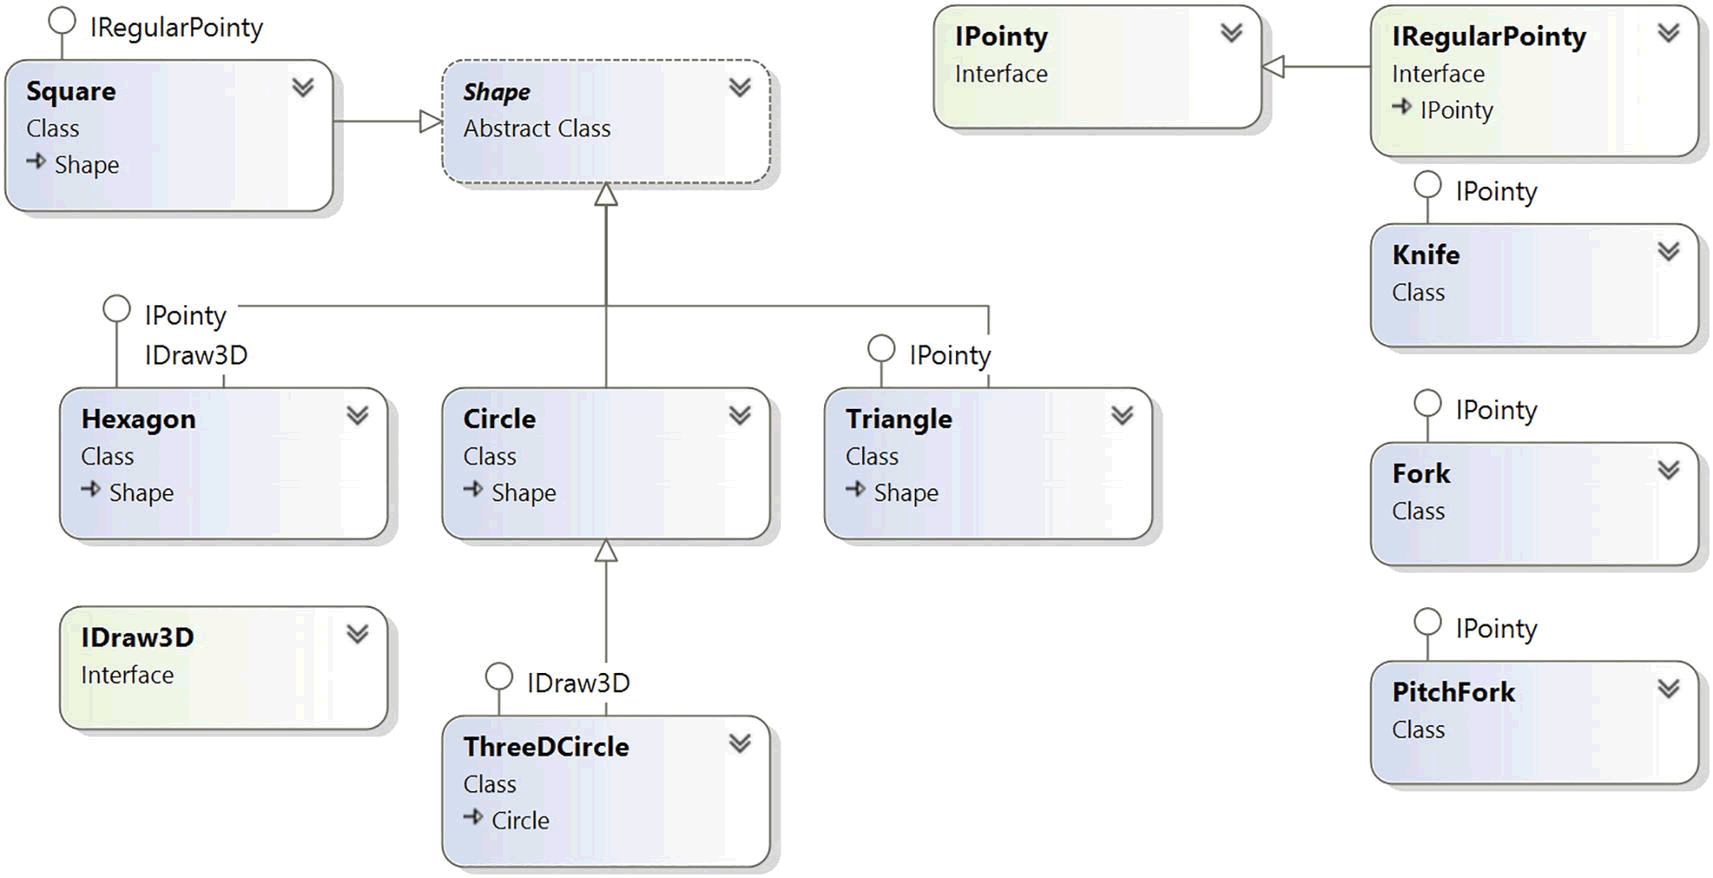 IRegularPointy
Square
Class
Shape
Shape
Abstract Class
IPointy
Interface
IRegularPointy
Interface
IPointy
IPointy
Knife
Class
IPointy
IDraw3D
Hexagon
Class
Shape
Circle
Class
Shape
IPointy
Triangle
Class
Shape
IPointy
Fork
Class
IDraw3D
Interface
IDraw3D
ThreeDCircle
Class
Circle
IPointy
PitchFork
Class